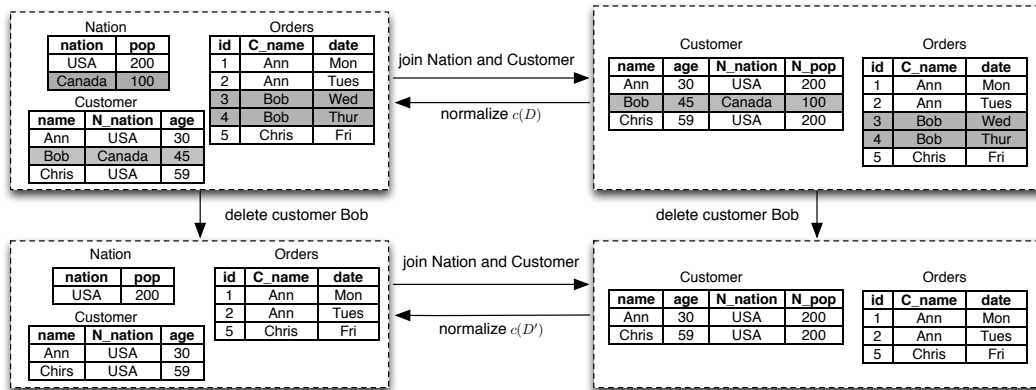 Nation
nation pop
USA 200
Canada 100
Customer
name N_nation age
Ann USA 30
Bob Canada 45
Chris USA 59
Orders
id C_name date
1 Ann Mon
2 Ann Tues
3 Bob Wed
4 Bob Thur
5 Chris Fri
join Nation and Customer
normalize c(D)
Customer
name age N_nation N_pop
Ann 30 USA 200
Bob 45 Canada 100
Chris 59 USA 200
Orders
id C_name date
1 Ann Mon
2 Ann Tues
3 Bob Wed
4 Bob Thur
5 Chris Fri
delete customer Bob
delete customer Bob
Nation
nation pop
USA 200
Customer
name N_nation age
Ann USA 30
Chirs USA 59
Orders
id C_name date
1 Ann Mon
2 Ann Tues
5 Chris Fri
join Nation and Customer
normalize c(D′)
Customer
name age N_nation N_pop
Ann 30 USA 200
Chris 59 USA 200
Orders
id C_name date
1 Ann Mon
2 Ann Tues
5 Chris Fri